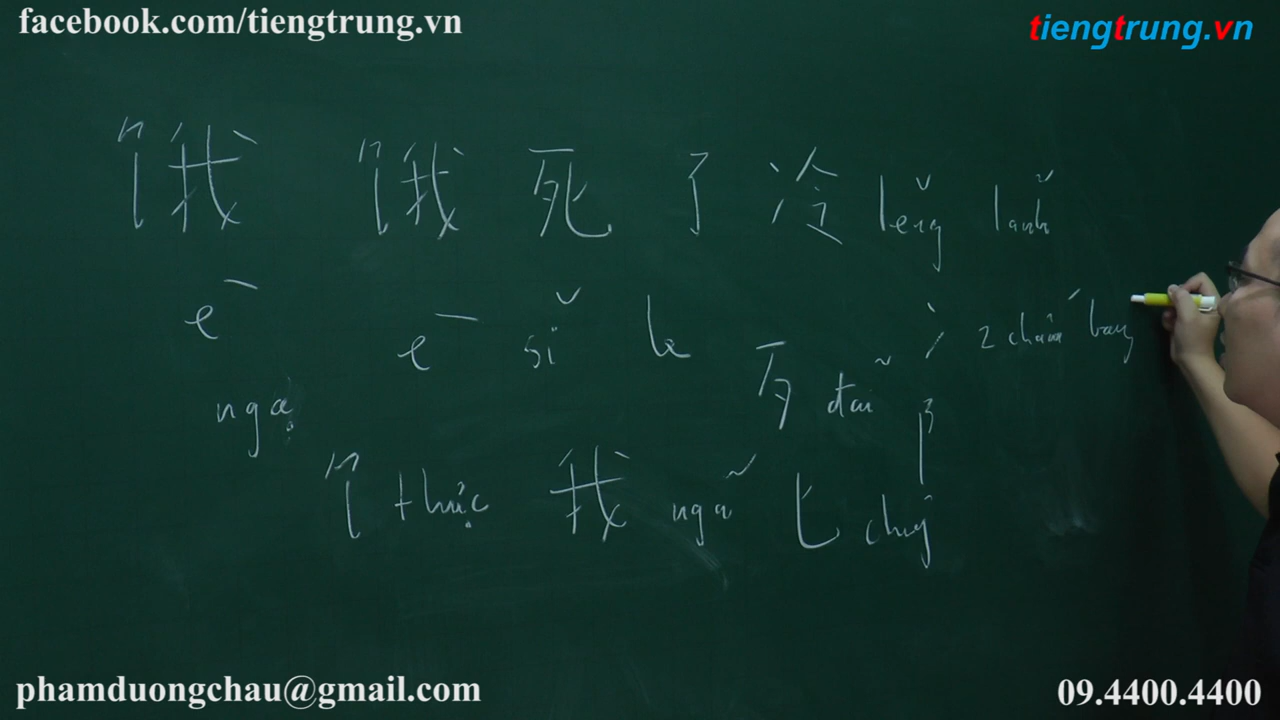 facebook.com/tiengtrung.vn
tiengtrung.vn
饿 饿 死 了 冷 lěng lãnh
è è sǐ le
冫 2 chấm băng
歹 đãi
ngạ
饣 thực 我 ngã 匕 chủy
phamduongchau@gmail.com
09.4400.4400